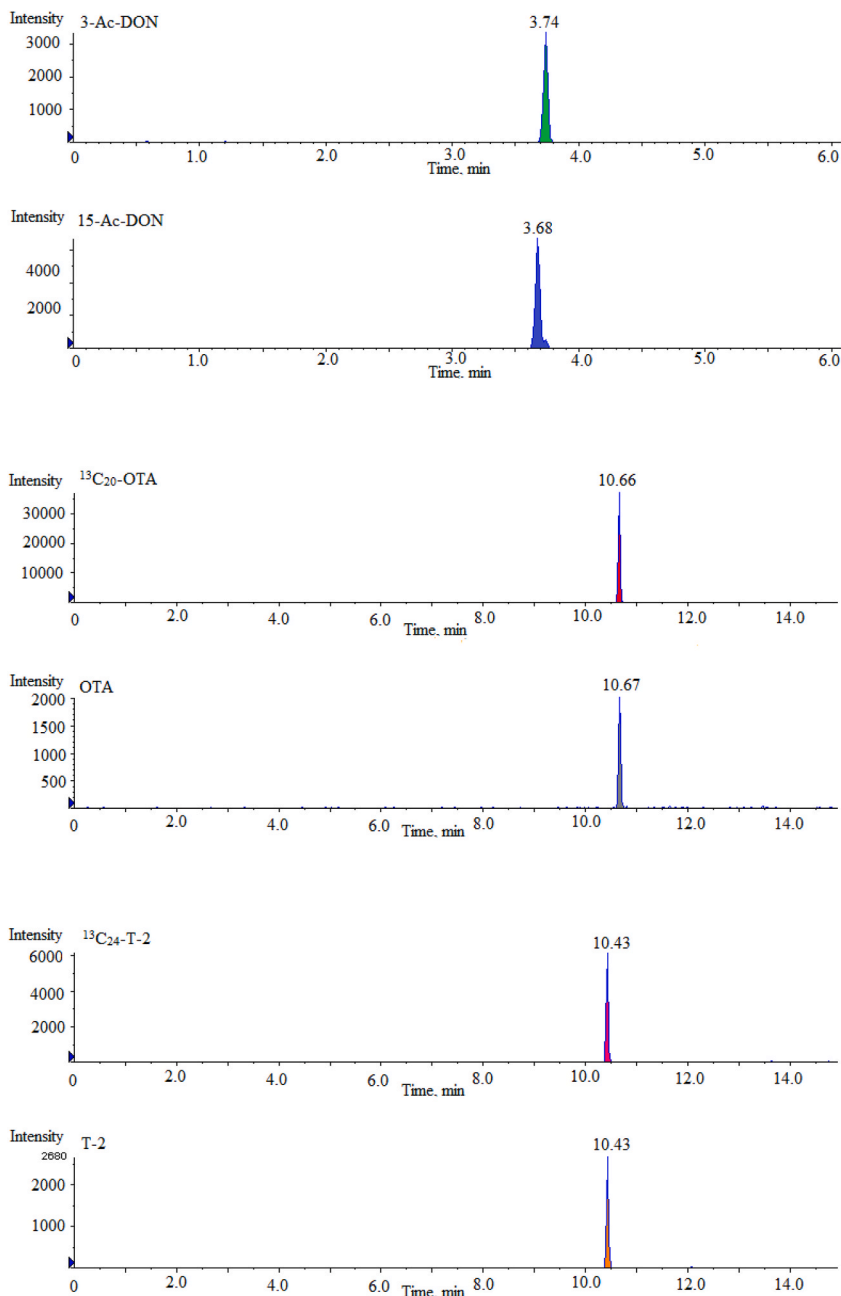 Intensity 3-Ac-DON
3.74
3000
2000
1000
0 1.0 2.0 3.0 4.0 5.0 6.0
Time, min
Intensity 15-Ac-DON
3.68
4000
2000
0 1.0 2.0 3.0 4.0 5.0 6.0
Time, min
Intensity ¹³C₂₀-OTA
10.66
30000
20000
10000
0 2.0 4.0 6.0 8.0 10.0 12.0 14.0
Time, min
Intensity OTA
10.67
2000
1500
1000
500
0 2.0 4.0 6.0 8.0 10.0 12.0 14.0
Time, min
Intensity ¹³C₂₄-T-2
10.43
6000
4000
2000
0 2.0 4.0 6.0 8.0 10.0 12.0 14.0
Time, min
Intensity T-2
10.43
2680
2000
1000
0 2.0 4.0 6.0 8.0 10.0 12.0 14.0
Time, min